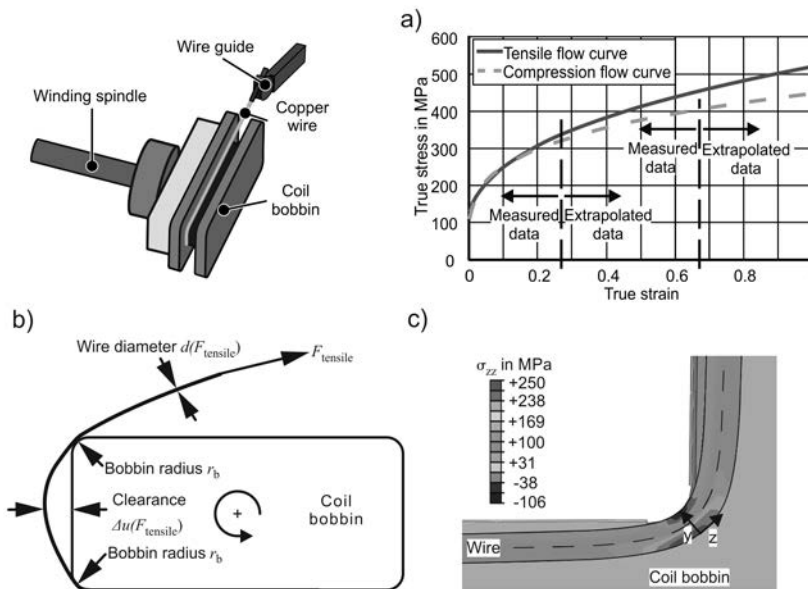 Wire guide
Winding spindle
Copper
wire
Coil
bobbin
a)
True stress in MPa
600
500
400
300
200
100
0
Tensile flow curve
Compression flow curve
Measured Extrapolated
data data
Measured Extrapolated
data data
0 0.2 0.4 0.6 0.8
True strain
b)
Wire diameter d(Ftensile)
Ftensile
Bobbin radius rb
Clearance
Δu(Ftensile)
Bobbin radius rb
+
Coil
bobbin
c)
σzz in MPa
+250
+238
+169
+100
+31
-38
-106
y z
Wire
Coil bobbin